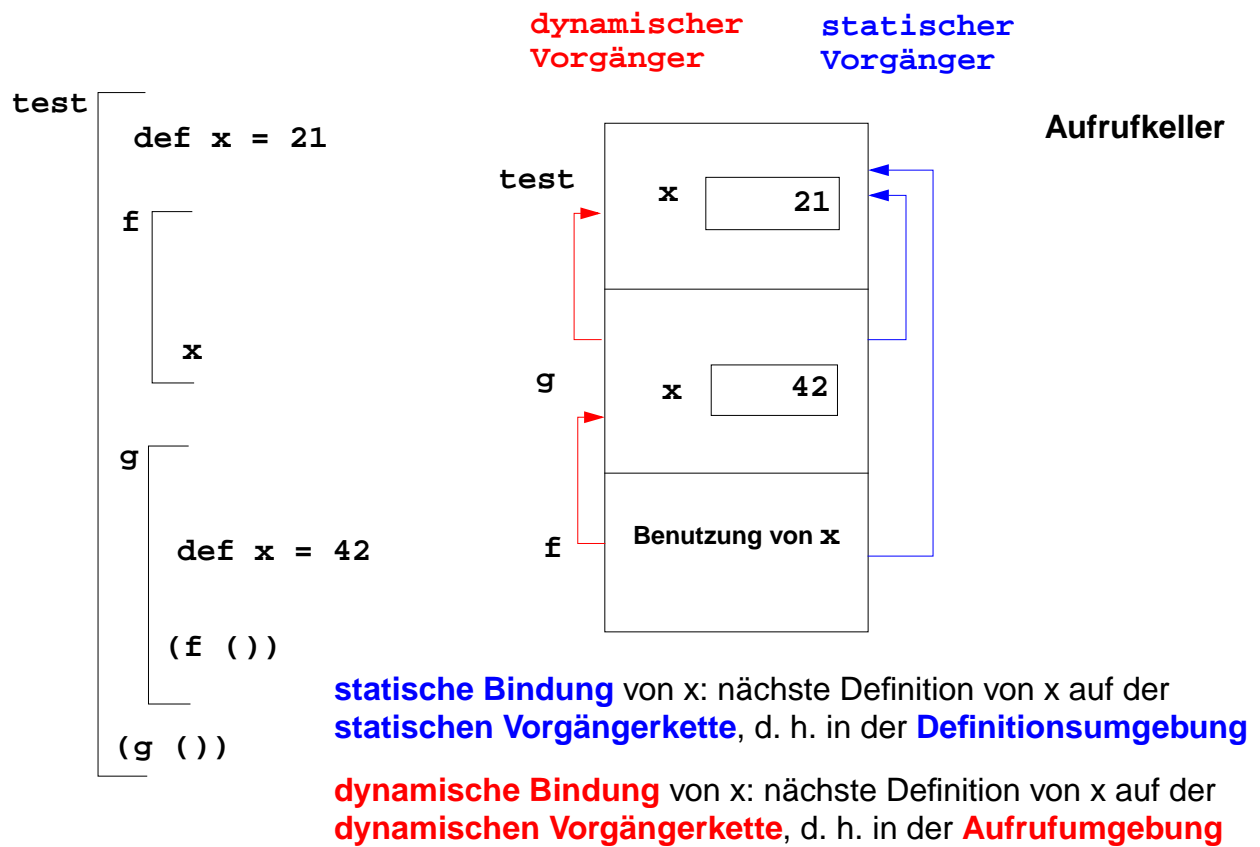 dynamischer
Vorgänger
statischer
Vorgänger
Aufrufkeller
test
def x = 21
f
x
g
def x = 42
(f ())
(g ())
test
x 21
g
x 42
f
Benutzung von x
statische Bindung von x: nächste Definition von x auf der
statischen Vorgängerkette, d. h. in der Definitionsumgebung
dynamische Bindung von x: nächste Definition von x auf der
dynamischen Vorgängerkette, d. h. in der Aufrufumgebung